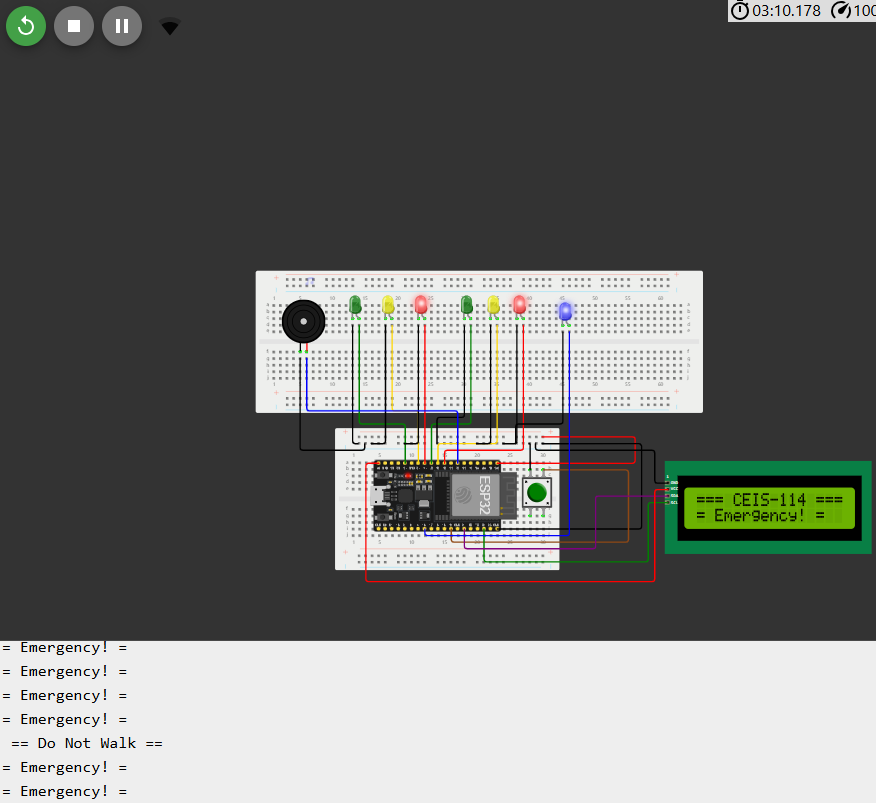 03:10.178 100
ESP32
=== CEIS-114 ===
= Emergency! =
= Emergency! =
= Emergency! =
= Emergency! =
= Emergency! =
== Do Not Walk ==
= Emergency! =
= Emergency! =